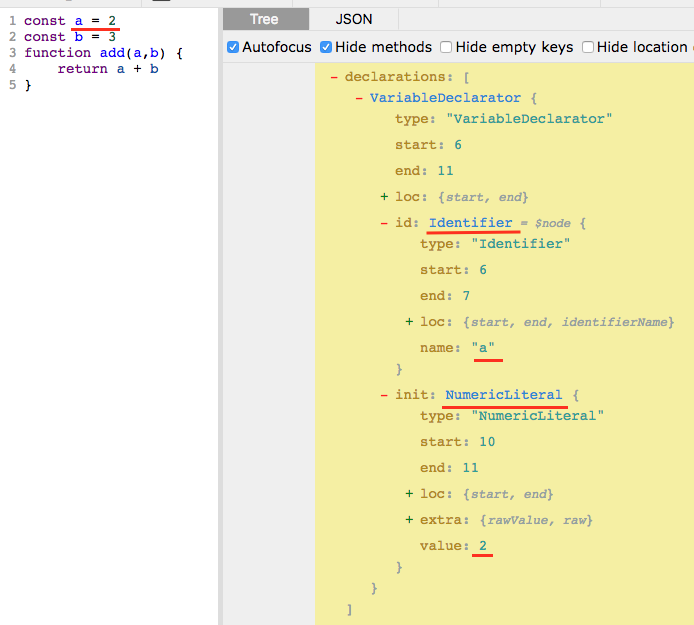 1 const a = 2
2 const b = 3
3 function add(a,b) {
4     return a + b
5 }
Tree JSON
Autofocus Hide methods Hide empty keys Hide location
- declarations: [
- VariableDeclarator {
type: "VariableDeclarator"
start: 6
end: 11
+ loc: {start, end}
- id: Identifier = $node {
type: "Identifier"
start: 6
end: 7
+ loc: {start, end, identifierName}
name: "a"
}
- init: NumericLiteral {
type: "NumericLiteral"
start: 10
end: 11
+ loc: {start, end}
+ extra: {rawValue, raw}
value: 2
}
}
]